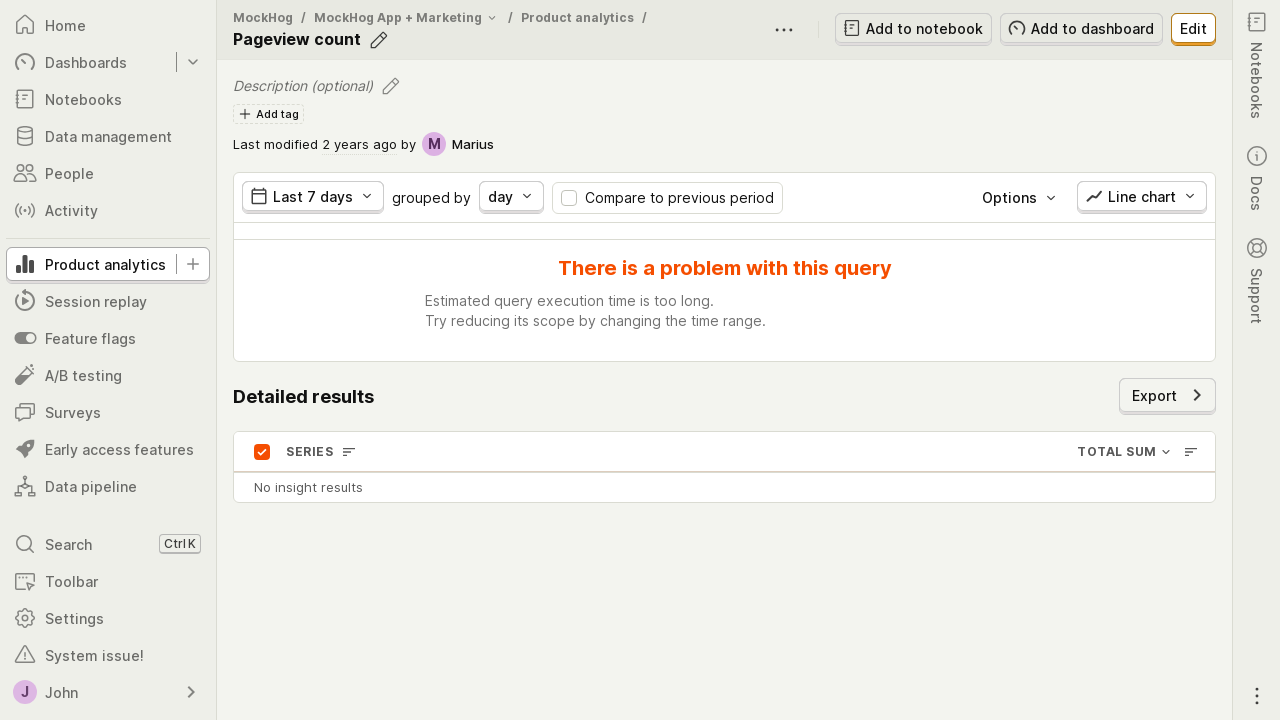 Home
Dashboards
Notebooks
Data management
People
Activity
Product analytics
Session replay
Feature flags
A/B testing
Surveys
Early access features
Data pipeline
Search Ctrl K
Toolbar
Settings
System issue!
J John
MockHog / MockHog App + Marketing / Product analytics /
Pageview count
Add to notebook
Add to dashboard
Edit
Description (optional)
Add tag
Last modified 2 years ago by M Marius
Last 7 days grouped by day Compare to previous period Options Line chart
There is a problem with this query
Estimated query execution time is too long.
Try reducing its scope by changing the time range.
Detailed results
Export
SERIES TOTAL SUM
No insight results
Notebooks
Docs
Support